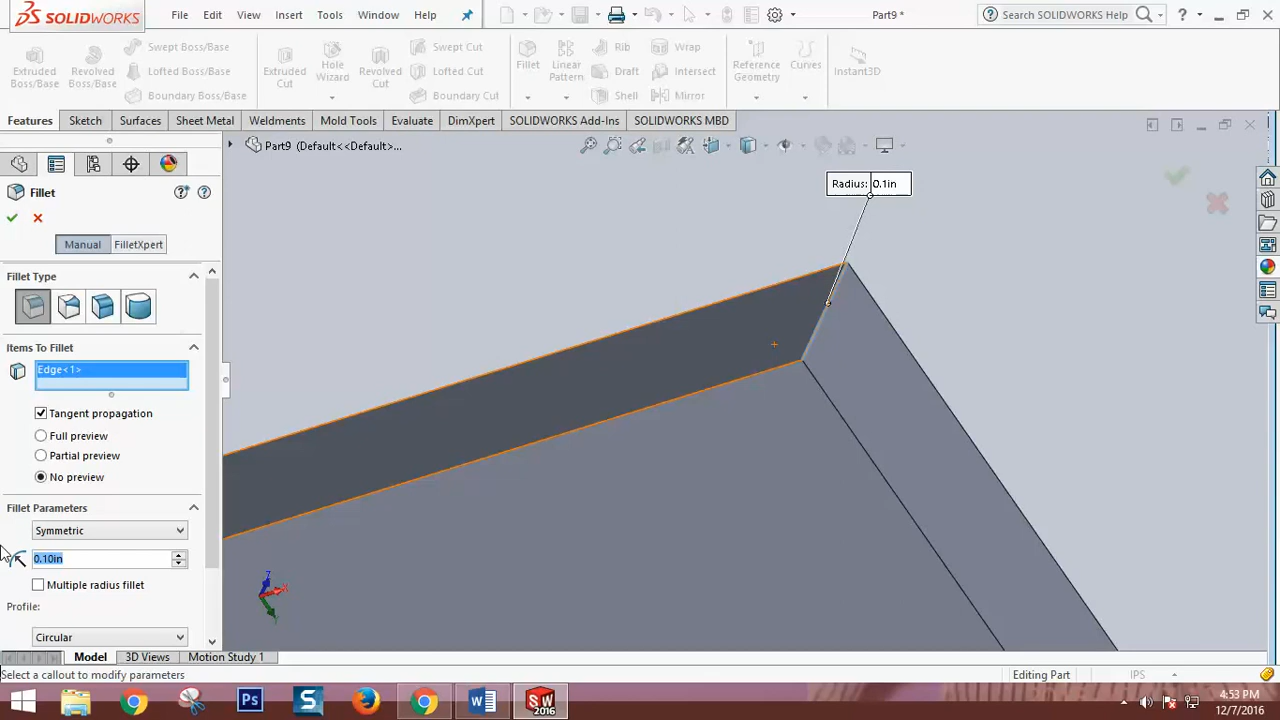 SOLIDWORKS
File Edit View Insert Tools Window Help
Part9 *
Search SOLIDWORKS Help
Extruded Boss/Base
Revolved Boss/Base
Swept Boss/Base
Lofted Boss/Base
Boundary Boss/Base
Extruded Cut
Hole Wizard
Revolved Cut
Swept Cut
Lofted Cut
Boundary Cut
Fillet
Linear Pattern
Rib
Draft
Shell
Wrap
Intersect
Mirror
Reference Geometry
Curves
Instant3D
Features Sketch Surfaces Sheet Metal Weldments Mold Tools Evaluate DimXpert SOLIDWORKS Add-Ins SOLIDWORKS MBD
Part9 (Default<<Default>...
Fillet
Manual FilletXpert
Fillet Type
Items To Fillet
Edge<1>
Tangent propagation
Full preview
Partial preview
No preview
Fillet Parameters
Symmetric
0.10in
Multiple radius fillet
Profile:
Circular
Radius: 0.1in
Z
X
Model 3D Views Motion Study 1
Select a callout to modify parameters
Editing Part
IPS
Ps
S
W
SW
2016
4:53 PM
12/7/2016